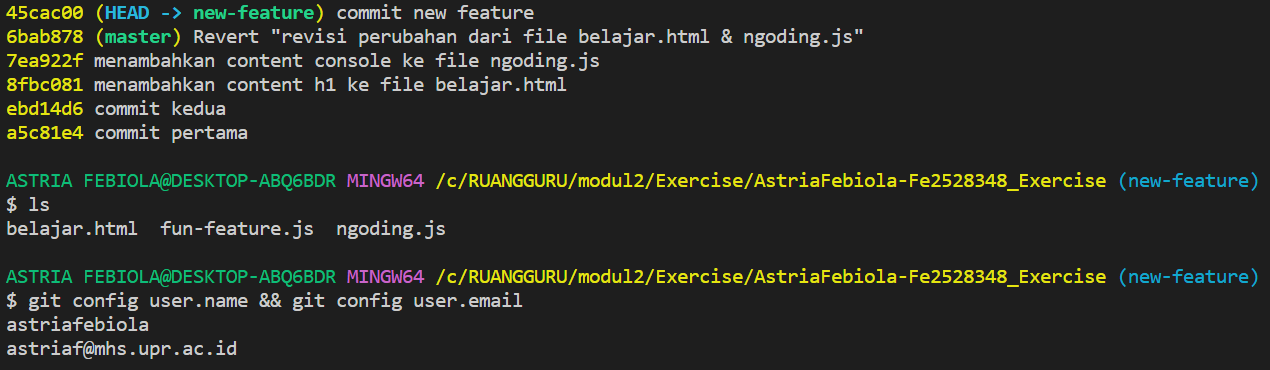 45cac00 (HEAD -> new-feature) commit new feature
6bab878 (master) Revert "revisi perubahan dari file belajar.html & ngoding.js"
7ea922f menambahkan content console ke file ngoding.js
8fbc081 menambahkan content h1 ke file belajar.html
ebd14d6 commit kedua
a5c81e4 commit pertama
ASTRIA FEBIOLA@DESKTOP-ABQ6BDR MINGW64 /c/RUANGGURU/modul2/Exercise/AstriaFebiola-Fe2528348_Exercise (new-feature)
$ ls
belajar.html  fun-feature.js  ngoding.js
ASTRIA FEBIOLA@DESKTOP-ABQ6BDR MINGW64 /c/RUANGGURU/modul2/Exercise/AstriaFebiola-Fe2528348_Exercise (new-feature)
$ git config user.name && git config user.email
astriafebiola
astriaf@mhs.upr.ac.id